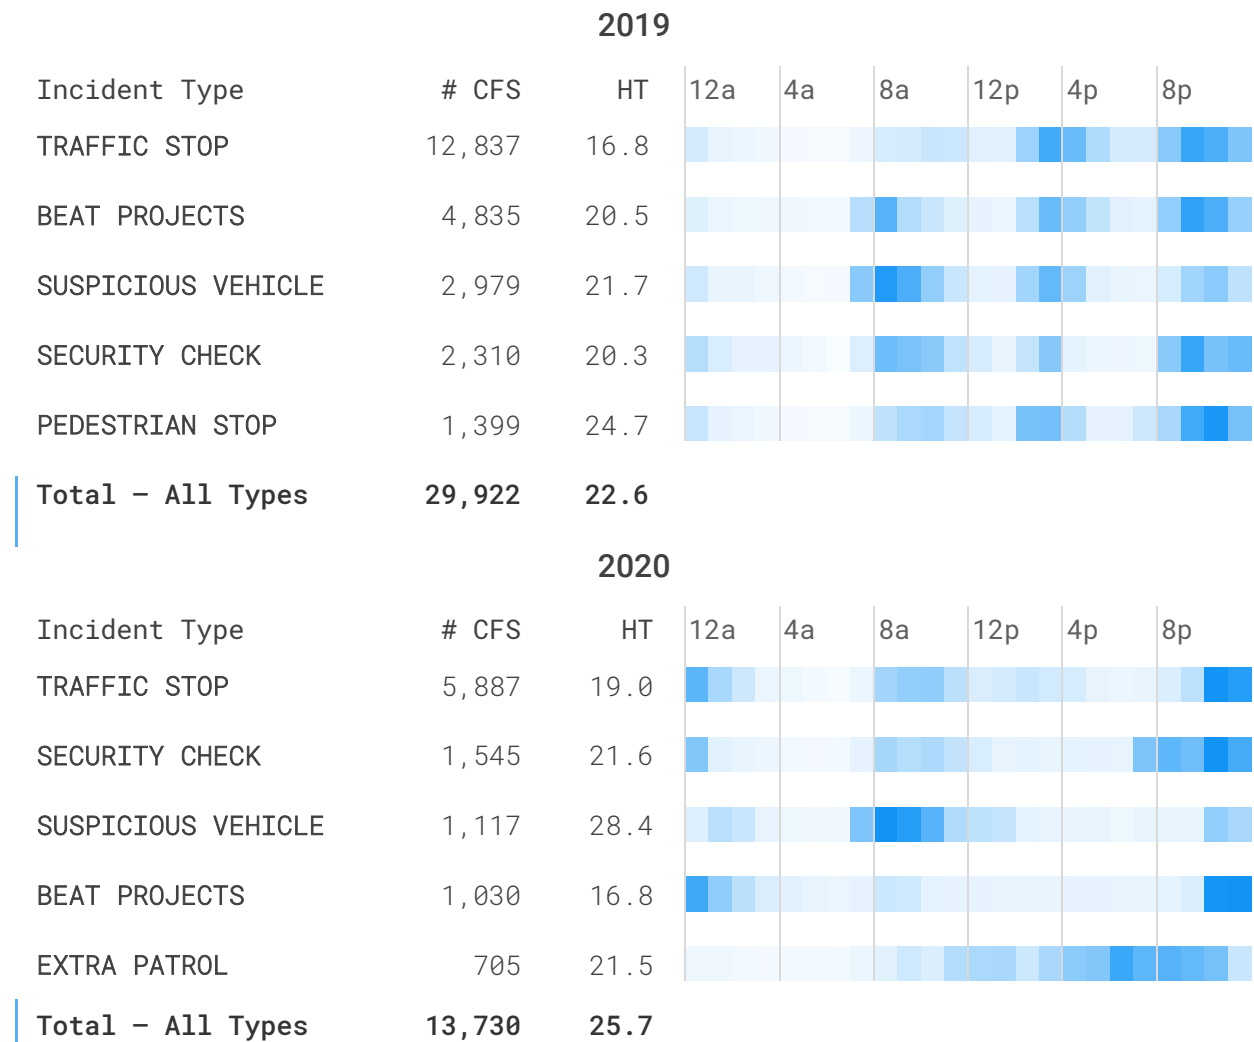 2019
Incident Type # CFS HT 12a 4a 8a 12p 4p 8p
TRAFFIC STOP 12,837 16.8
BEAT PROJECTS 4,835 20.5
SUSPICIOUS VEHICLE 2,979 21.7
SECURITY CHECK 2,310 20.3
PEDESTRIAN STOP 1,399 24.7
Total – All Types 29,922 22.6
2020
Incident Type # CFS HT 12a 4a 8a 12p 4p 8p
TRAFFIC STOP 5,887 19.0
SECURITY CHECK 1,545 21.6
SUSPICIOUS VEHICLE 1,117 28.4
BEAT PROJECTS 1,030 16.8
EXTRA PATROL 705 21.5
Total – All Types 13,730 25.7